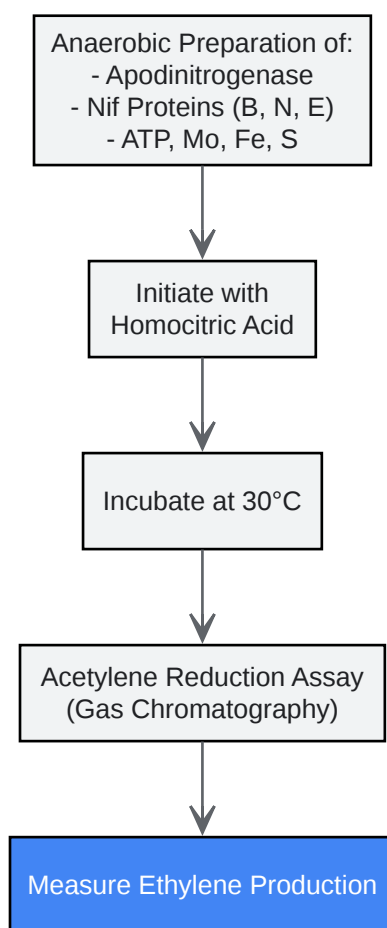 Anaerobic Preparation of:
- Apodinitrogenase
- Nif Proteins (B, N, E)
- ATP, Mo, Fe, S
Initiate with
Homocitric Acid
Incubate at 30°C
Acetylene Reduction Assay
(Gas Chromatography)
Measure Ethylene Production